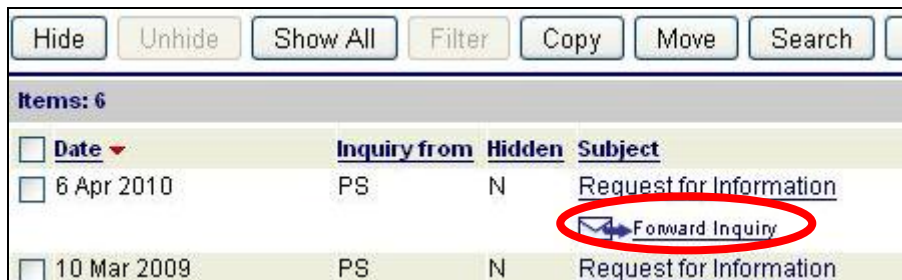 Hide Unhide Show All Filter Copy Move Search
Items: 6
Date Inquiry from Hidden Subject
6 Apr 2010 PS N Request for Information
Forward Inquiry
10 Mar 2009 PS N Request for Information